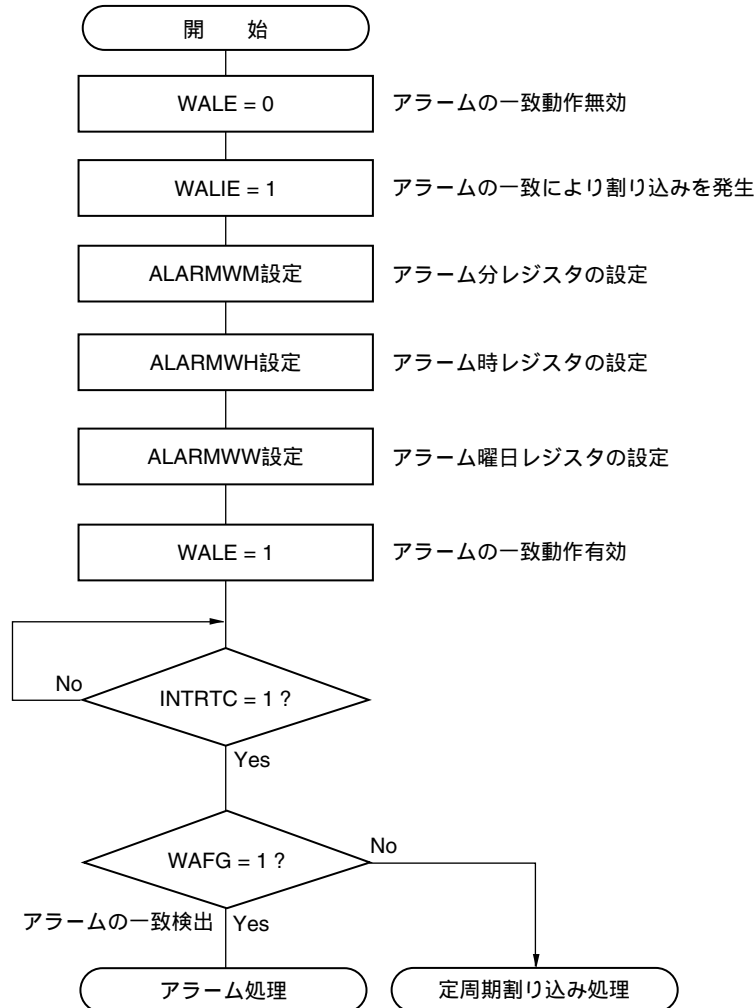 開 始
WALE = 0
アラームの一致動作無効
WALIE = 1
アラームの一致により割り込みを発生
ALARMWM設定
アラーム分レジスタの設定
ALARMWH設定
アラーム時レジスタの設定
ALARMWW設定
アラーム曜日レジスタの設定
WALE = 1
アラームの一致動作有効
No
INTRTC = 1 ?
Yes
WAFG = 1 ?
No
アラームの一致検出
Yes
アラーム処理
定周期割り込み処理